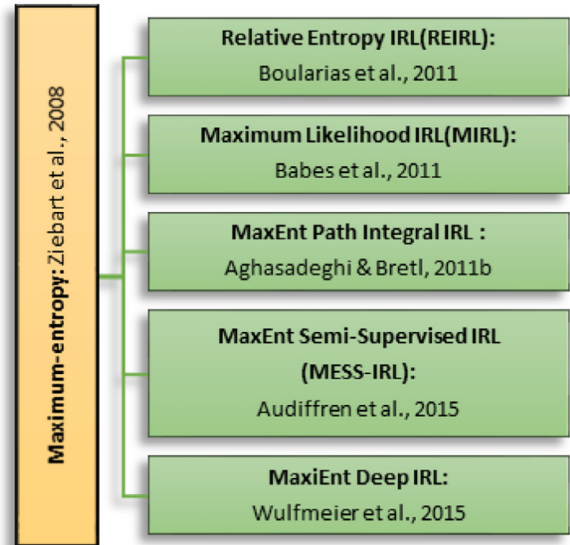 Maximum-entropy: Ziebart et al., 2008
Relative Entropy IRL(REIRL):
Boularias et al., 2011
Maximum Likelihood IRL(MIRL):
Babes et al., 2011
MaxEnt Path Integral IRL :
Aghasadeghi & Bretl, 2011b
MaxEnt Semi-Supervised IRL
(MESS-IRL):
Audiffren et al., 2015
MaxiEnt Deep IRL:
Wulfmeier et al., 2015